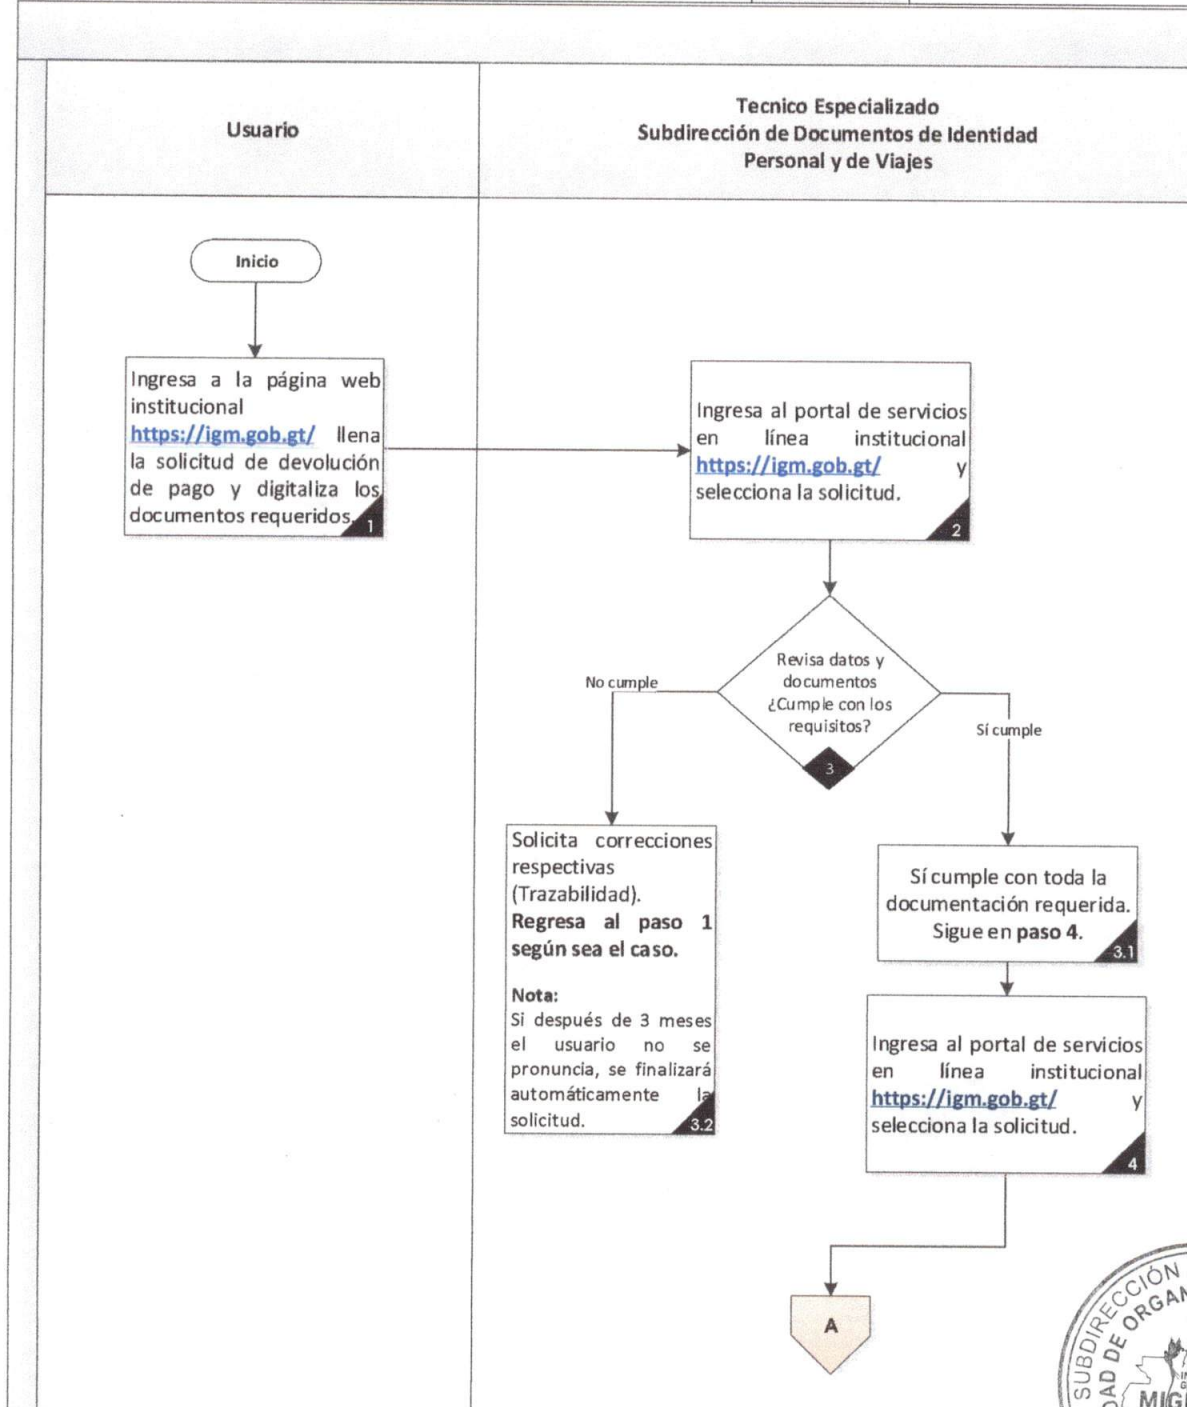 Usuario
Tecnico Especializado
Subdirección de Documentos de Identidad
Personal y de Viajes
Inicio
Ingresa a la página web
institucional
https://igm.gob.gt/ llena
la solicitud de devolución
de pago y digitaliza los
documentos requeridos.
1
Ingresa al portal de servicios
en línea institucional
https://igm.gob.gt/ y
selecciona la solicitud.
2
Revisa datos y
documentos
¿Cumple con los
requisitos?
3
No cumple
Sí cumple
Solicita correcciones
respectivas
(Trazabilidad).
Regresa al paso 1
según sea el caso.
Nota:
Si después de 3 meses
el usuario no se
pronuncia, se finalizará
automáticamente la
solicitud.
3.2
Sí cumple con toda la
documentación requerida.
Sigue en paso 4.
3.1
Ingresa al portal de servicios
en línea institucional
https://igm.gob.gt/ y
selecciona la solicitud.
4
A
SUBDIRECCIÓN
DE